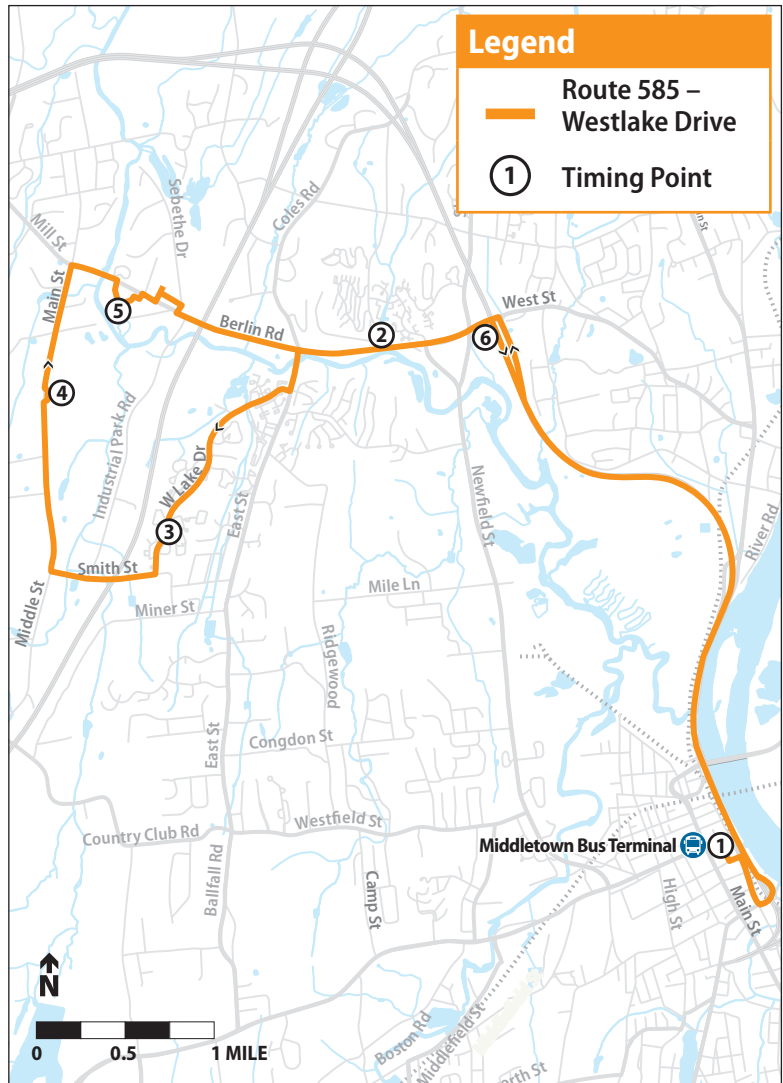 Legend
Route 585 –
Westlake Drive
1 Timing Point
Sebethe Dr
Coles Rd
Mill St
Main St
5
Berlin Rd
2
West St
6
4
Industrial Park Rd
W Lake Dr
East St
3
Newfield St
River Rd
Smith St
Middle St
Miner St
Mile Ln
Ridgewood
East St
Congdon St
Country Club Rd
Westfield St
Middletown Bus Terminal 1
Ballfall Rd
Camp St
High St
Main St
N
0 0.5 1 MILE
Boston Rd
Middlefield St